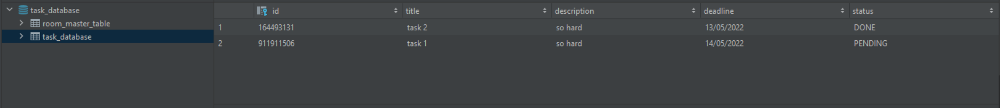 task_database
room_master_table
task_database
id title description deadline status
1 164493131 task 2 so hard 13/05/2022 DONE
2 911911506 task 1 so hard 14/05/2022 PENDING